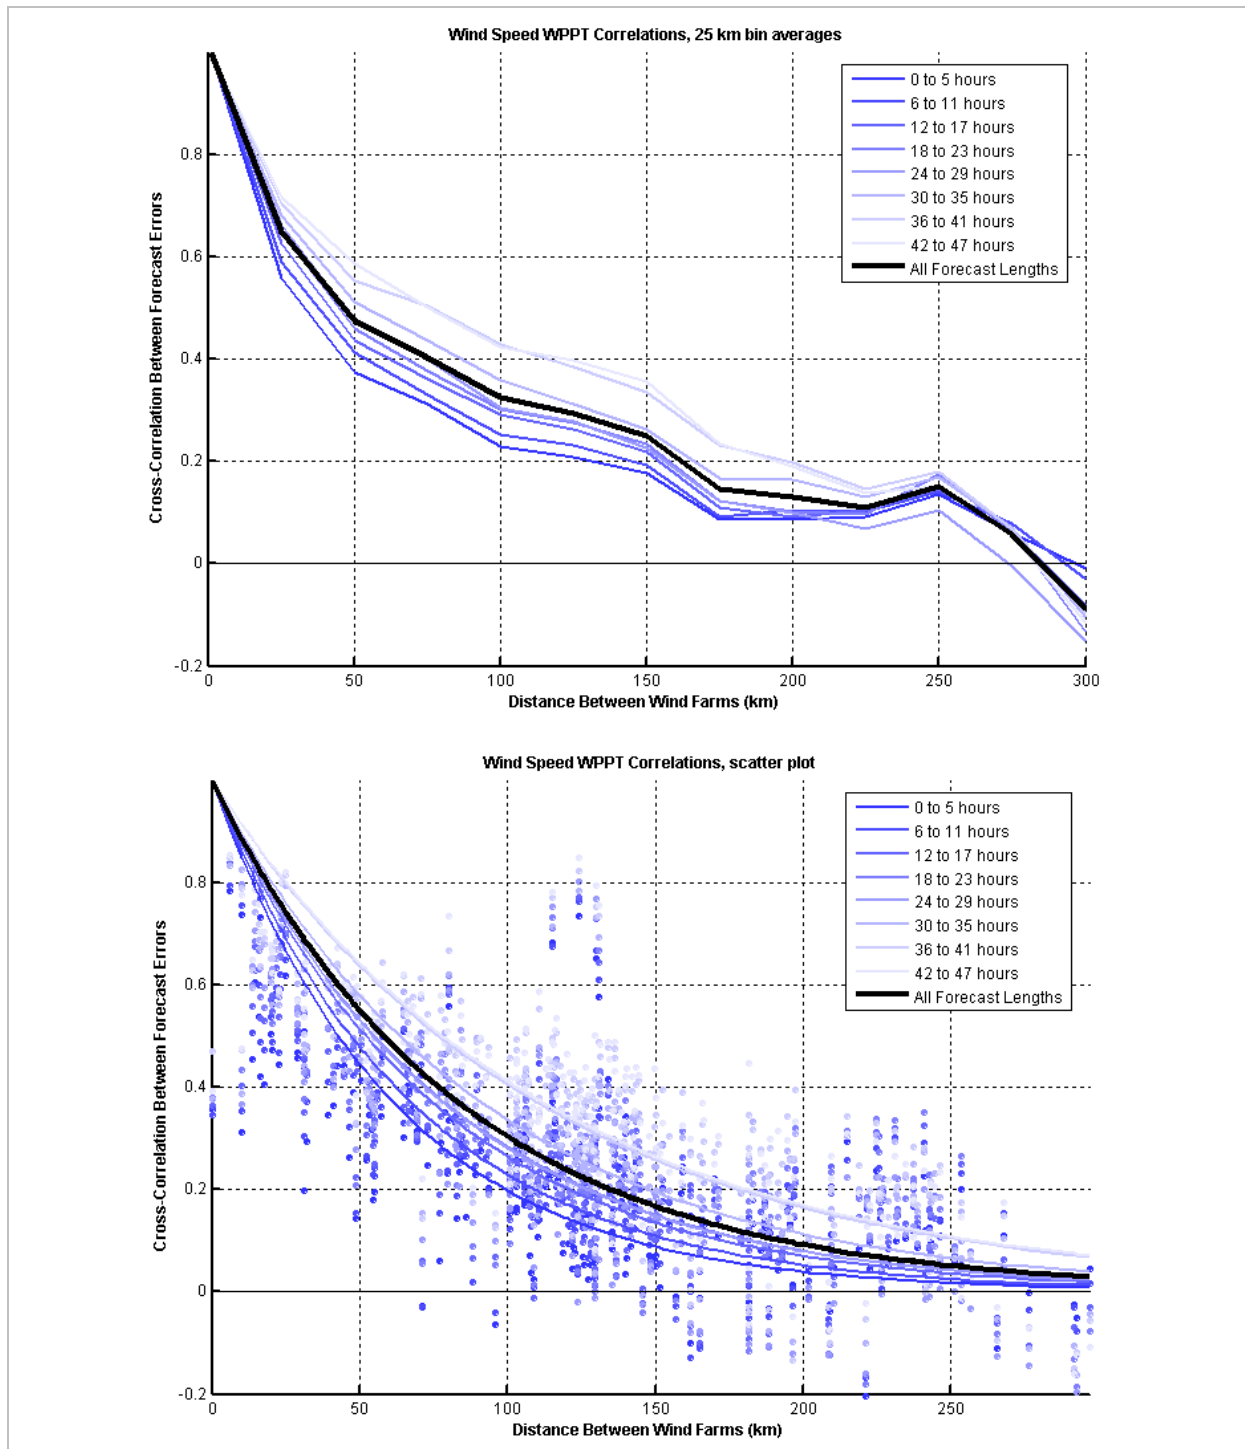 Wind Speed WPPT Correlations, 25 km bin averages
0 to 5 hours
6 to 11 hours
12 to 17 hours
18 to 23 hours
24 to 29 hours
30 to 35 hours
36 to 41 hours
42 to 47 hours
All Forecast Lengths
Cross-Correlation Between Forecast Errors
0.8
0.6
0.4
0.2
0
-0.2
0 50 100 150 200 250 300
Distance Between Wind Farms (km)
Wind Speed WPPT Correlations, scatter plot
0 to 5 hours
6 to 11 hours
12 to 17 hours
18 to 23 hours
24 to 29 hours
30 to 35 hours
36 to 41 hours
42 to 47 hours
All Forecast Lengths
Cross-Correlation Between Forecast Errors
0.8
0.6
0.4
0.2
0
-0.2
0 50 100 150 200 250
Distance Between Wind Farms (km)